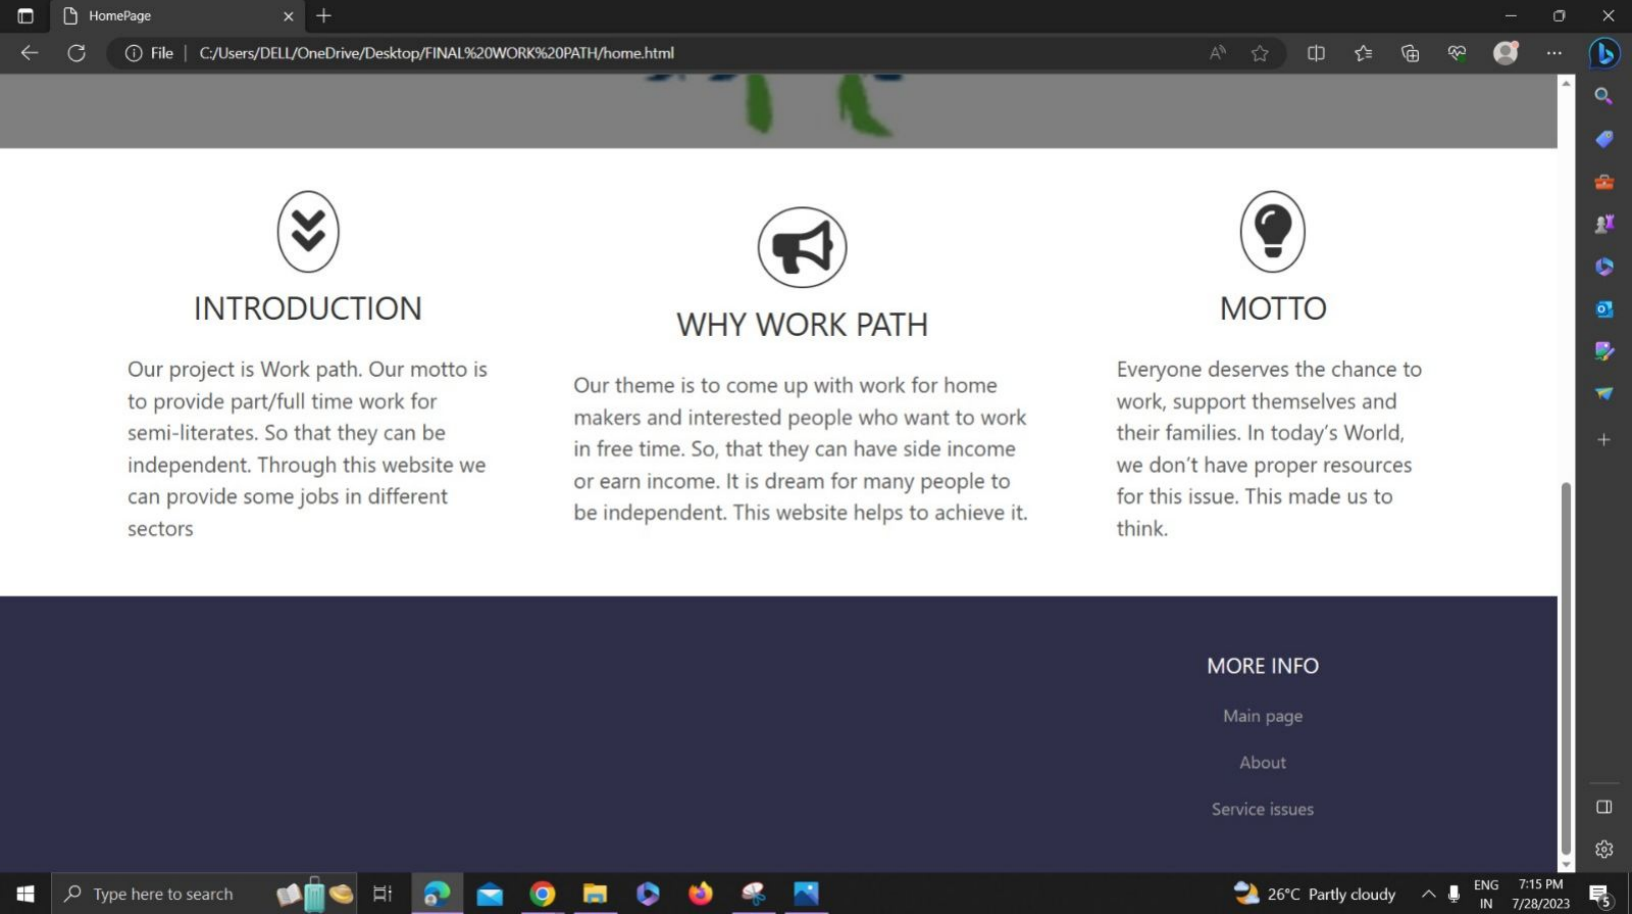 HomePage
File
C:/Users/DELL/OneDrive/Desktop/FINAL%20WORK%20PATH/home.html
INTRODUCTION
Our project is Work path. Our motto is
to provide part/full time work for
semi-literates. So that they can be
independent. Through this website we
can provide some jobs in different
sectors
WHY WORK PATH
Our theme is to come up with work for home
makers and interested people who want to work
in free time. So, that they can have side income
or earn income. It is dream for many people to
be independent. This website helps to achieve it.
MOTTO
Everyone deserves the chance to
work, support themselves and
their families. In today’s World,
we don’t have proper resources
for this issue. This made us to
think.
MORE INFO
Main page
About
Service issues
Type here to search
26°C Partly cloudy
ENG
IN
7:15 PM
7/28/2023
5